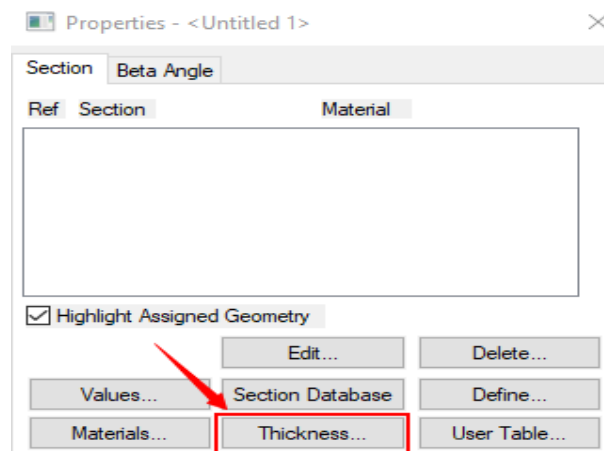 Properties - <Untitled 1>
Section Beta Angle
Ref Section Material
Highlight Assigned Geometry
Edit... Delete...
Values... Section Database Define...
Materials... Thickness... User Table...